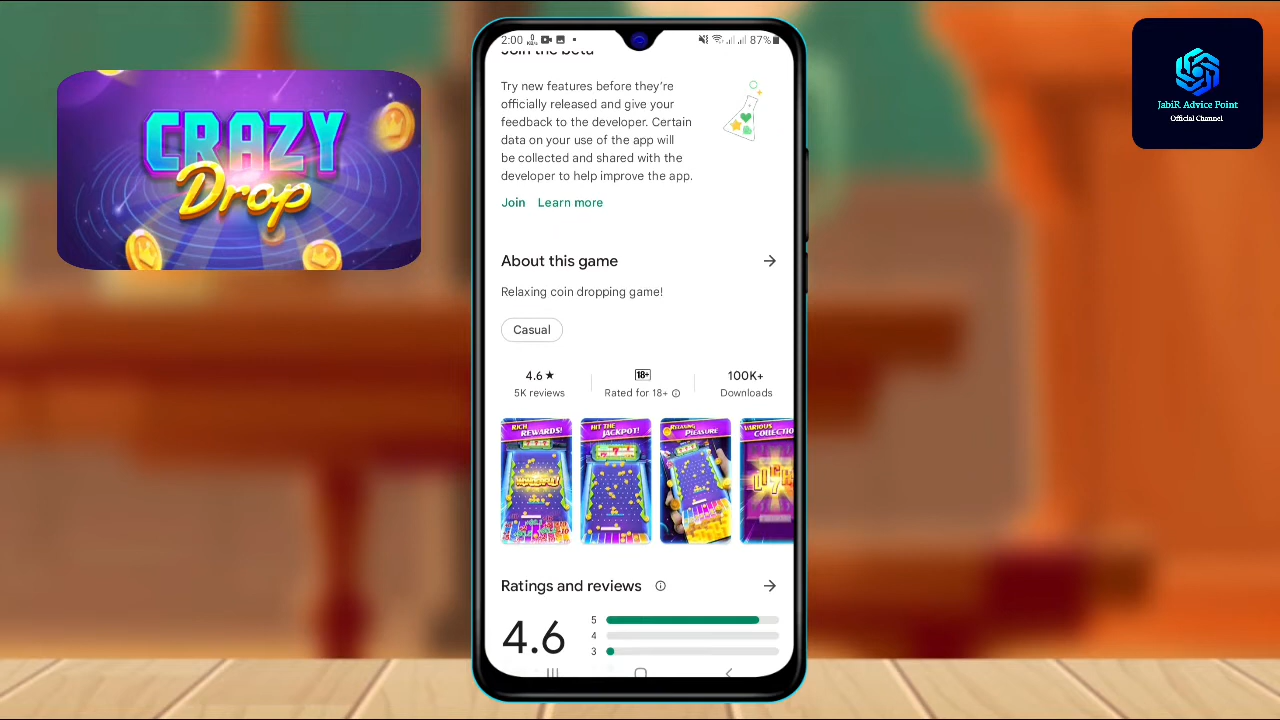 CRAZY
Drop
JabiR Advice Point
Official Channel
2:00
87%
Join the beta
Try new features before they're
officially released and give your
feedback to the developer. Certain
data on your use of the app will
be collected and shared with the
developer to help improve the app.
Join Learn more
About this game
Relaxing coin dropping game!
Casual
4.6★ 18+ 100K+
5K reviews Rated for 18+ Downloads
RICH REWARDS!
HIT THE JACKPOT!
RELAXING PLEASURE
VARIOUS COLLECTIO
Ratings and reviews
4.6
5
4
3